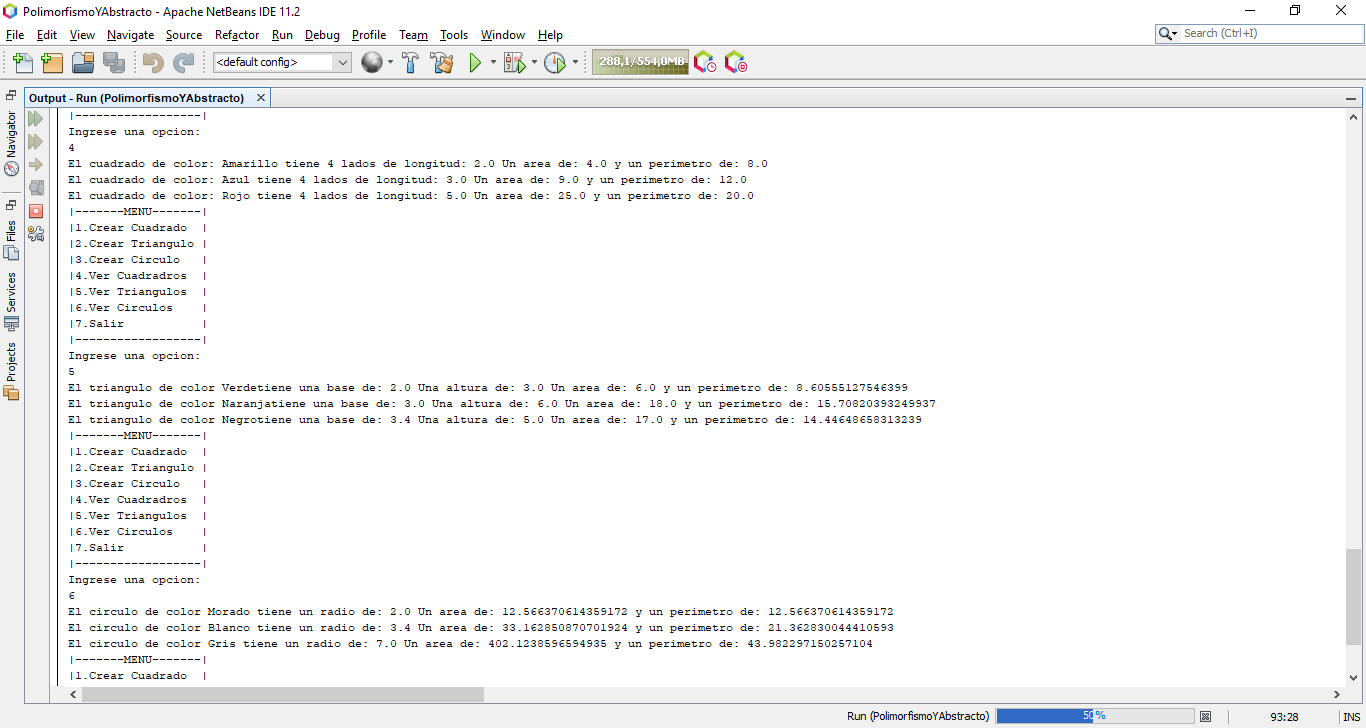 PolimorfismoYAbstracto - Apache NetBeans IDE 11.2
File Edit View Navigate Source Refactor Run Debug Profile Team Tools Window Help
Search (Ctrl+I)
<default config>
288,1/554,0MB
Output - Run (PolimorfismoYAbstracto)
Navigator
Files
Services
Projects
|------------------|
Ingrese una opcion:
4
El cuadrado de color: Amarillo tiene 4 lados de longitud: 2.0 Un area de: 4.0 y un perimetro de: 8.0
El cuadrado de color: Azul tiene 4 lados de longitud: 3.0 Un area de: 9.0 y un perimetro de: 12.0
El cuadrado de color: Rojo tiene 4 lados de longitud: 5.0 Un area de: 25.0 y un perimetro de: 20.0
|-------MENU-------|
|1.Crear Cuadrado  |
|2.Crear Triangulo |
|3.Crear Circulo   |
|4.Ver Cuadradros  |
|5.Ver Triangulos  |
|6.Ver Circulos    |
|7.Salir           |
|------------------|
Ingrese una opcion:
5
El triangulo de color Verdetiene una base de: 2.0 Una altura de: 3.0 Un area de: 6.0 y un perimetro de: 8.60555127546399
El triangulo de color Naranjatiene una base de: 3.0 Una altura de: 6.0 Un area de: 18.0 y un perimetro de: 15.70820393249937
El triangulo de color Negrotiene una base de: 3.4 Una altura de: 5.0 Un area de: 17.0 y un perimetro de: 14.44648658313239
|-------MENU-------|
|1.Crear Cuadrado  |
|2.Crear Triangulo |
|3.Crear Circulo   |
|4.Ver Cuadradros  |
|5.Ver Triangulos  |
|6.Ver Circulos    |
|7.Salir           |
|------------------|
Ingrese una opcion:
6
El circulo de color Morado tiene un radio de: 2.0 Un area de: 12.566370614359172 y un perimetro de: 12.566370614359172
El circulo de color Blanco tiene un radio de: 3.4 Un area de: 33.162850870701924 y un perimetro de: 21.362830044410593
El circulo de color Gris tiene un radio de: 7.0 Un area de: 402.1238596594935 y un perimetro de: 43.982297150257104
|-------MENU-------|
|1.Crear Cuadrado  |
Run (PolimorfismoYAbstracto) 50 % 93:28 INS